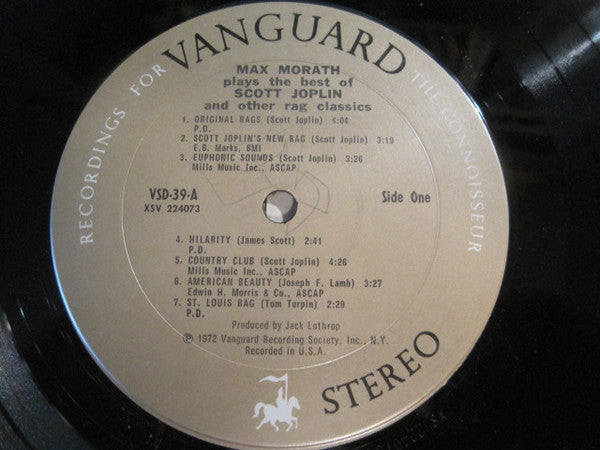 RECORDINGS FOR VANGUARD THE CONNOISSEUR
MAX MORATH
plays the best of
SCOTT JOPLIN
and other rag classics
1. ORIGINAL RAGS (Scott Joplin) 4:04
P.D.
2. SCOTT JOPLIN'S NEW RAG (Scott Joplin) 3:19
E.B. Marks, BMI
3. EUPHONIC SOUNDS (Scott Joplin) 3:26
Mills Music Inc., ASCAP
VSD-39-A
XSV 224073
Side One
4. HILARITY (James Scott) 2:41
P.D.
5. COUNTRY CLUB (Scott Joplin) 4:26
Mills Music Inc., ASCAP
6. AMERICAN BEAUTY (Joseph F. Lamb) 3:27
Edwin H. Morris & Co., ASCAP
7. ST. LOUIS RAG (Tom Turpin) 2:29
P.D.
Produced by Jack Lothrop
℗ 1972 Vanguard Recording Society, Inc., N.Y.
Recorded in U.S.A.
STEREO